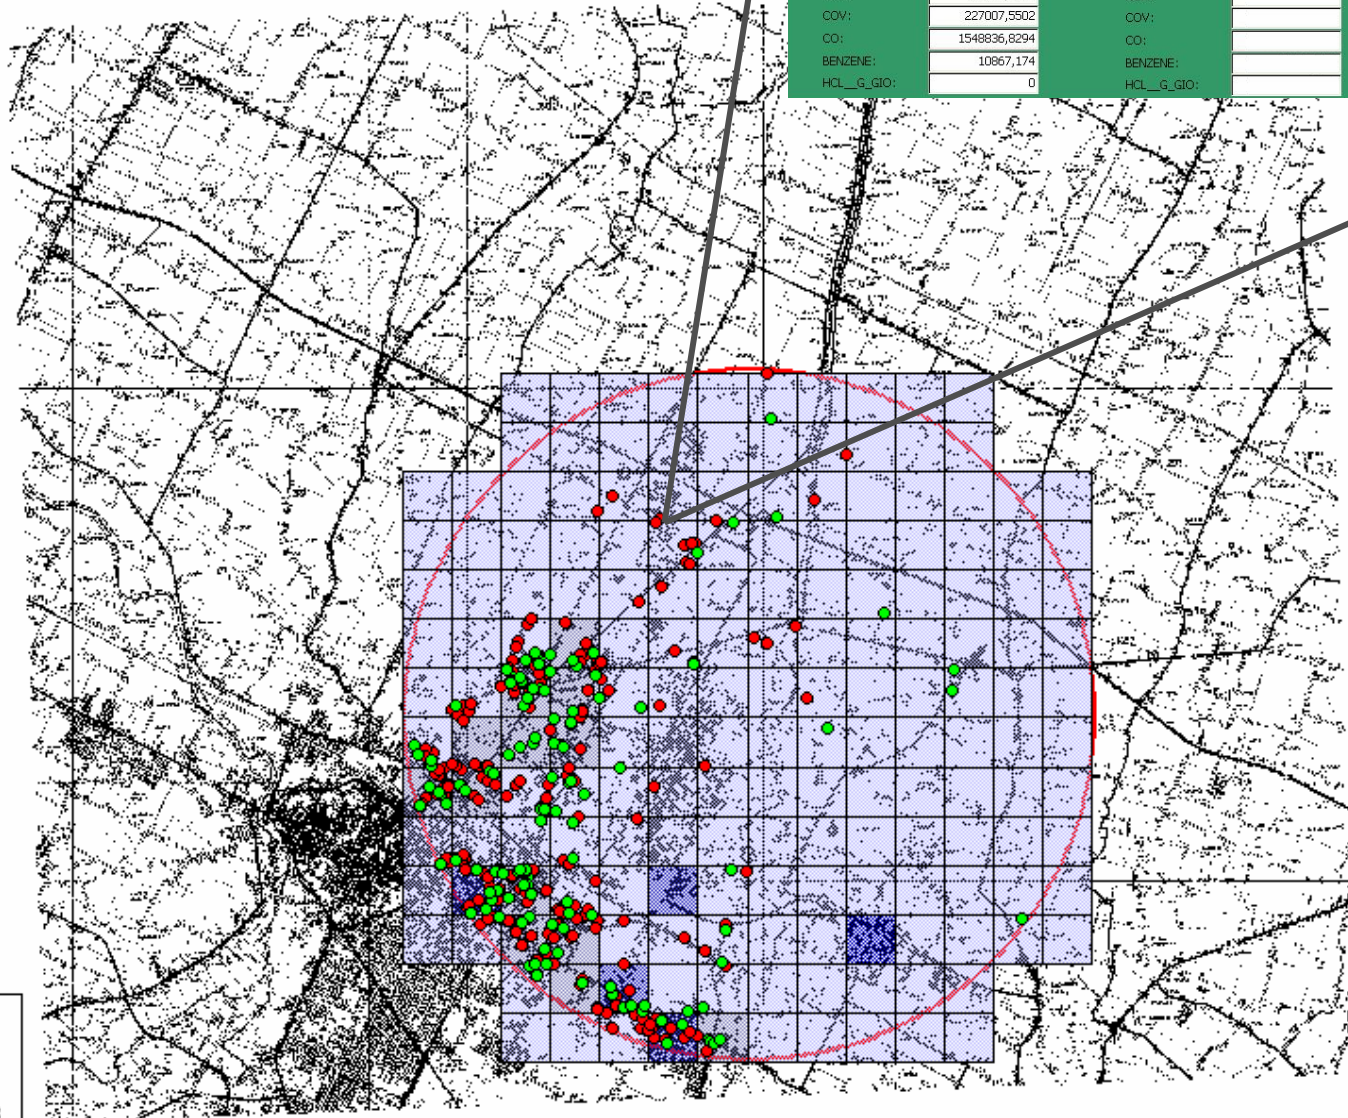 COV: 227007,5502 COV:
CO: 1548836,8294 CO:
BENZENE: 10867,174 BENZENE:
HCL__G_GIO: 0 HCL__G_GIO: